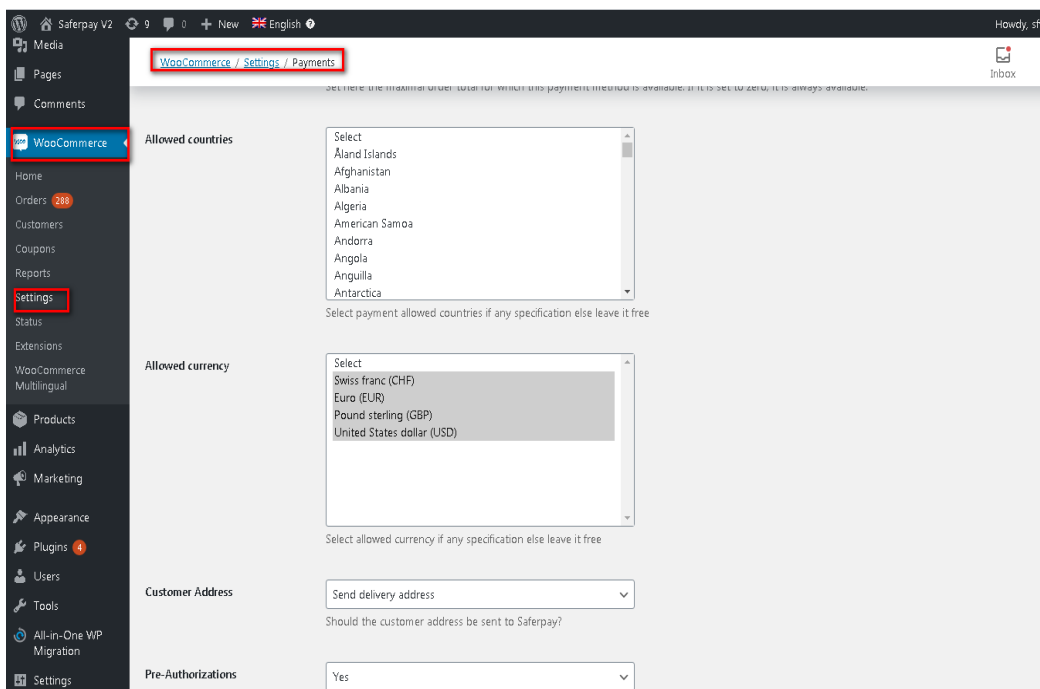 Saferpay V2 9 0 + New English
Howdy, sf
Media
Pages
Comments
WooCommerce
Home
Orders 288
Customers
Coupons
Reports
Settings
Status
Extensions
WooCommerce
Multilingual
Products
Analytics
Marketing
Appearance
Plugins 4
Users
Tools
All-in-One WP
Migration
Settings
WooCommerce / Settings / Payments
Inbox
Set here the maximal order total for which this payment method is available. If it is set to zero, it is always available.
Allowed countries
Select
Åland Islands
Afghanistan
Albania
Algeria
American Samoa
Andorra
Angola
Anguilla
Antarctica
Select payment allowed countries if any specification else leave it free
Allowed currency
Select
Swiss franc (CHF)
Euro (EUR)
Pound sterling (GBP)
United States dollar (USD)
Select allowed currency if any specification else leave it free
Customer Address
Send delivery address
Should the customer address be sent to Saferpay?
Pre-Authorizations
Yes